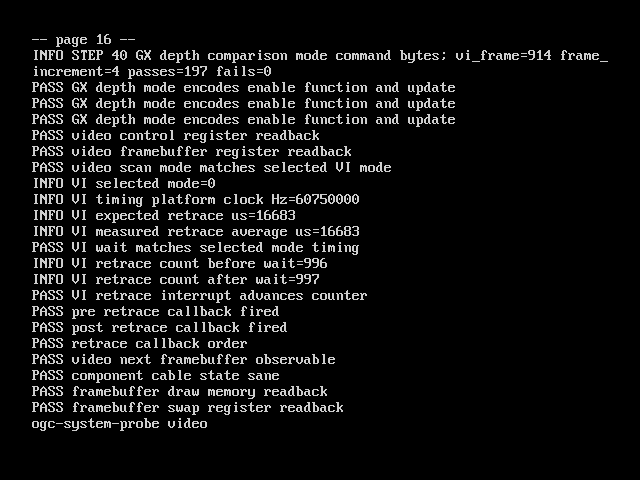 -- page 16 --
INFO STEP 40 GX depth comparison mode command bytes; vi_frame=914 frame_
increment=4 passes=197 fails=0
PASS GX depth mode encodes enable function and update
PASS GX depth mode encodes enable function and update
PASS GX depth mode encodes enable function and update
PASS video control register readback
PASS video framebuffer register readback
PASS video scan mode matches selected VI mode
INFO VI selected mode=0
INFO VI timing platform clock Hz=60750000
INFO VI expected retrace us=16683
INFO VI measured retrace average us=16683
PASS VI wait matches selected mode timing
INFO VI retrace count before wait=996
INFO VI retrace count after wait=997
PASS VI retrace interrupt advances counter
PASS pre retrace callback fired
PASS post retrace callback fired
PASS retrace callback order
PASS video next framebuffer observable
PASS component cable state sane
PASS framebuffer draw memory readback
PASS framebuffer swap register readback
ogc-system-probe video